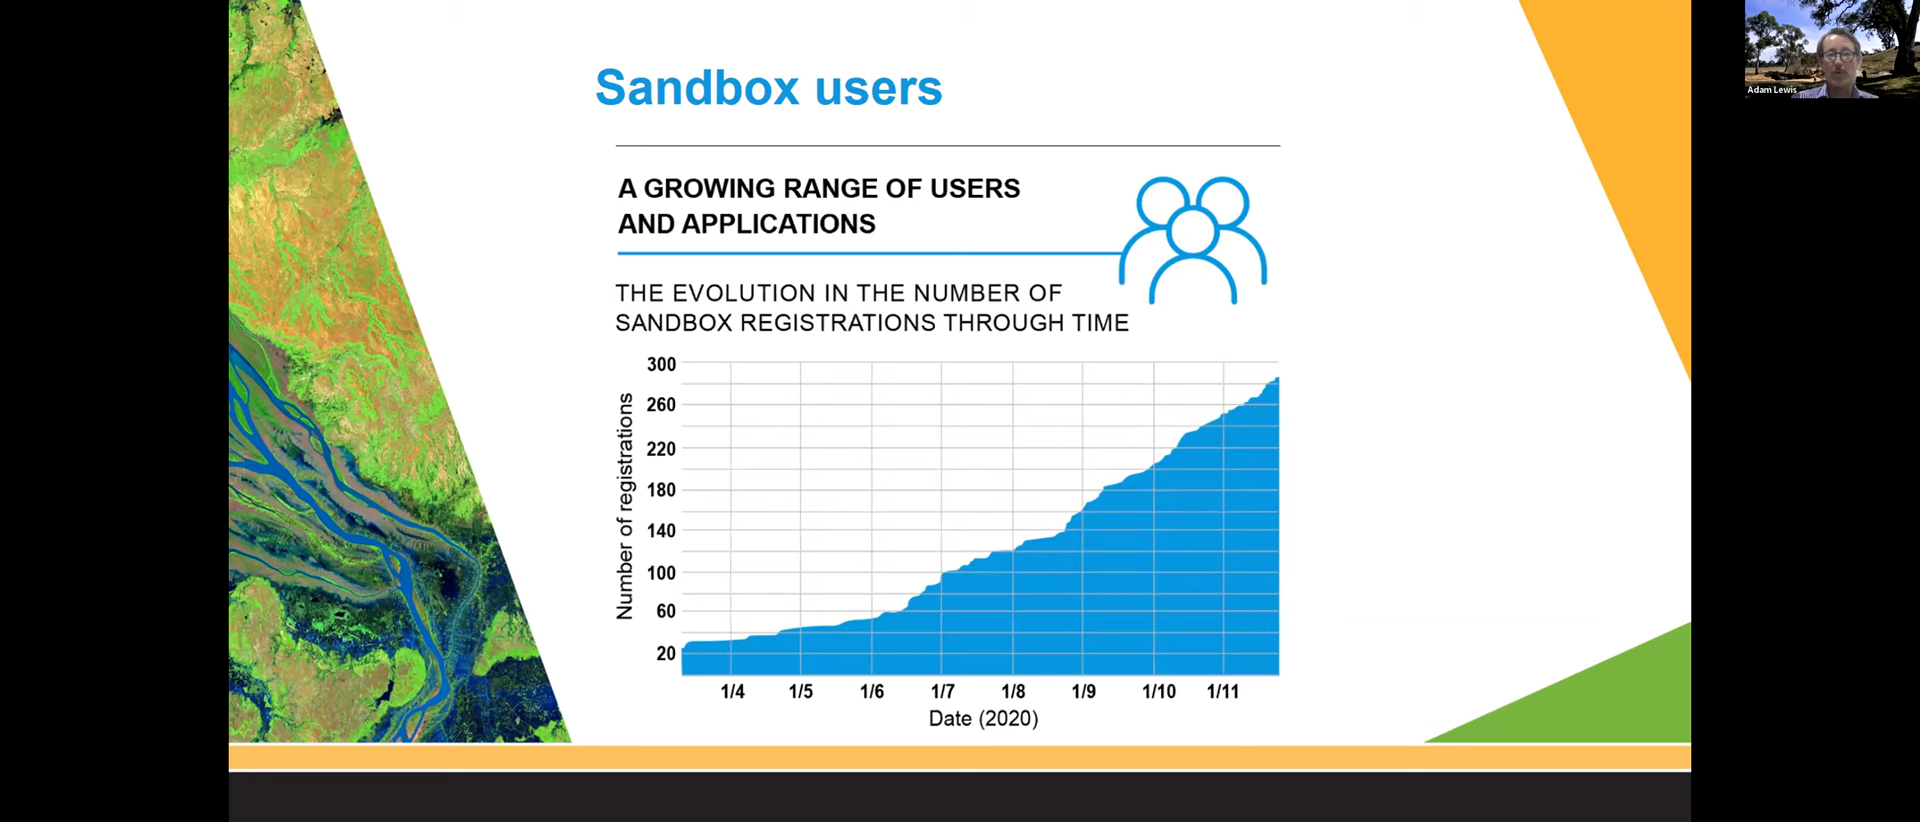 Sandbox users
A GROWING RANGE OF USERS
AND APPLICATIONS
THE EVOLUTION IN THE NUMBER OF
SANDBOX REGISTRATIONS THROUGH TIME
Number of registrations
300
260
220
180
140
100
60
20
1/4 1/5 1/6 1/7 1/8 1/9 1/10 1/11
Date (2020)
Adam Lewis